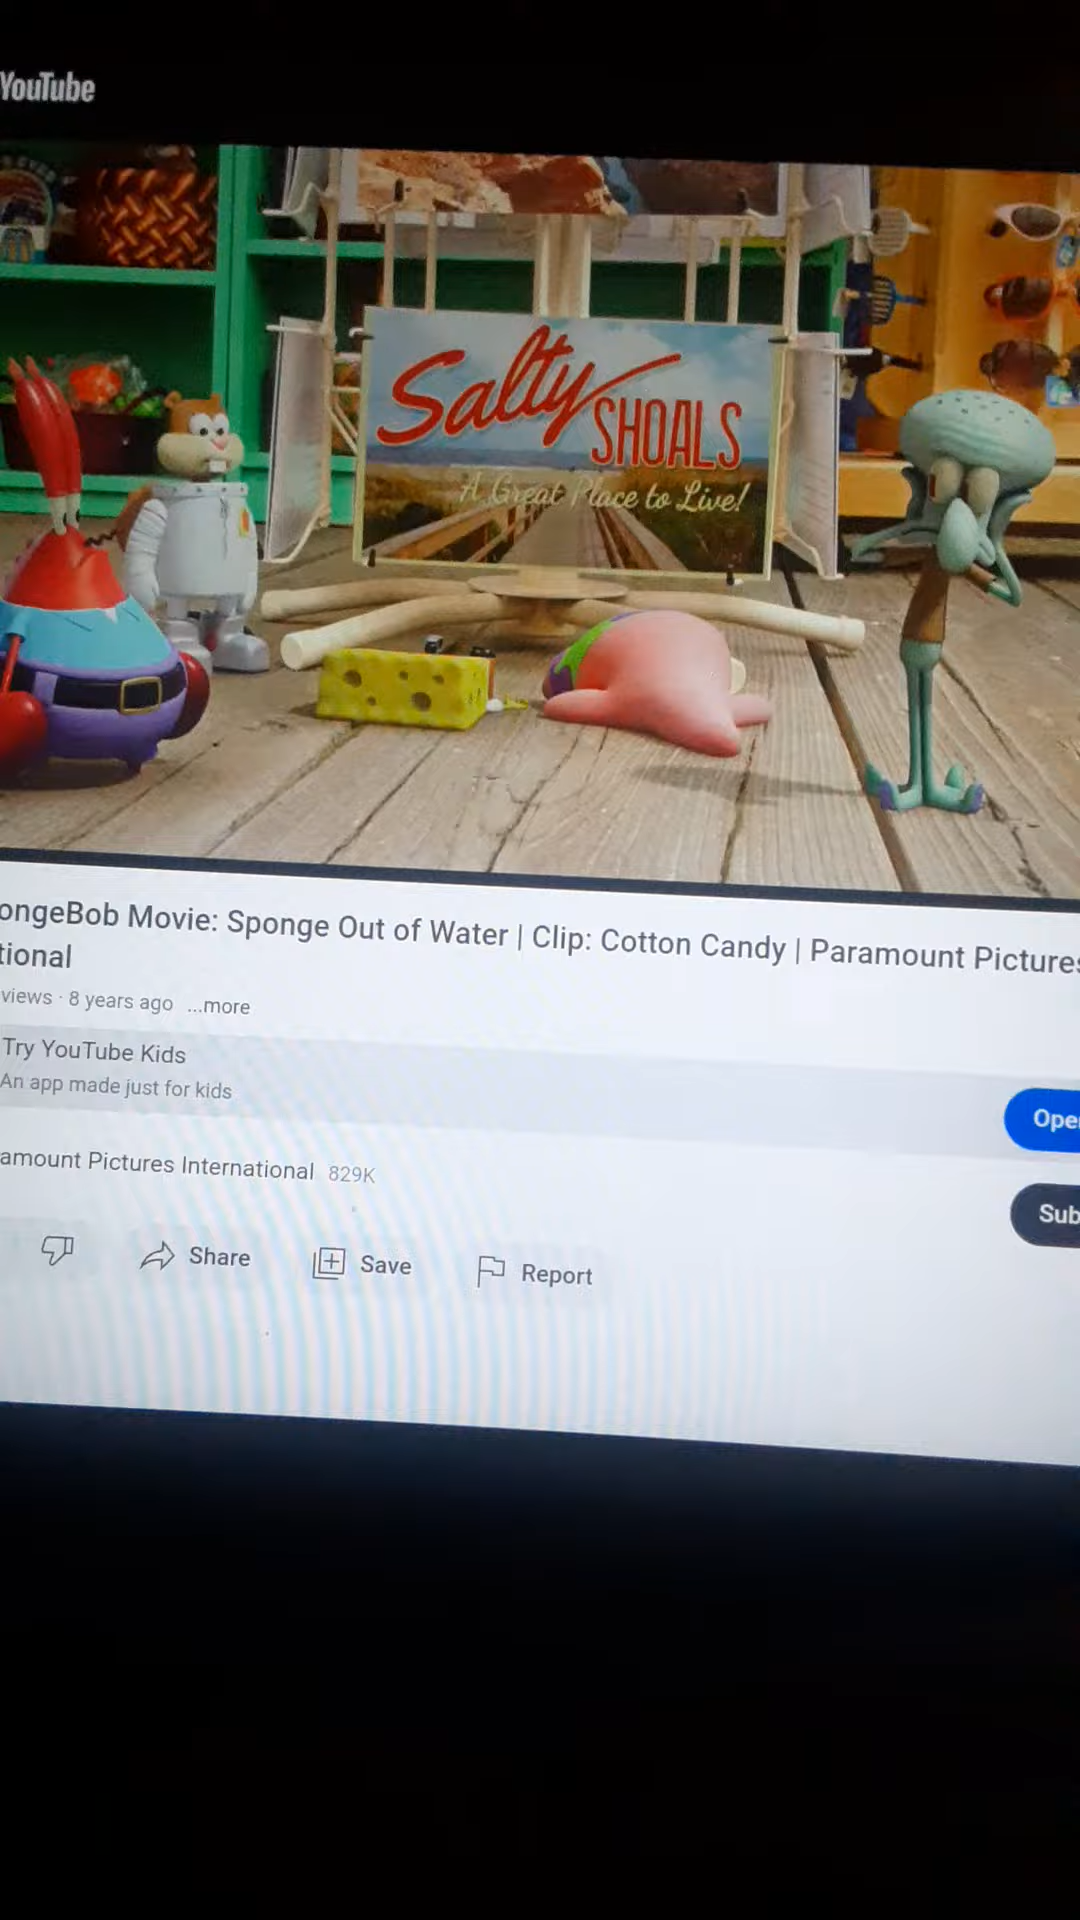 YouTube
Salty
SHOALS
A Great Place to Live!
ongeBob Movie: Sponge Out of Water | Clip: Cotton Candy | Paramount Pictures
tional
views · 8 years ago ...more
Try YouTube Kids
An app made just for kids
Ope
amount Pictures International 829K
Sub
Share Save Report